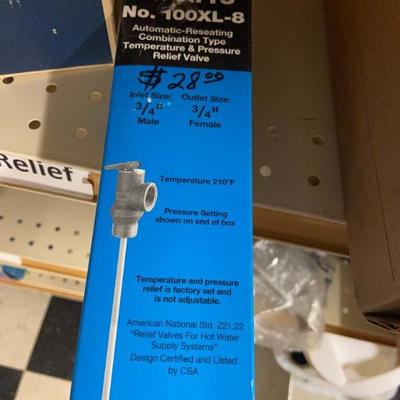 No. 100XL-8
Automatic-Reseating
Combination Type
Temperature & Pressure
Relief Valve
$28.00
Inlet Size: Outlet Size:
3/4" 3/4"
Male Female
Relief
Temperature 210°F
Pressure Setting
shown on end of box
Temperature and pressure
relief is factory set and
is not adjustable.
American National Std. Z21.22
"Relief Valves For Hot Water
Supply Systems"
Design Certified and Listed
by CSA